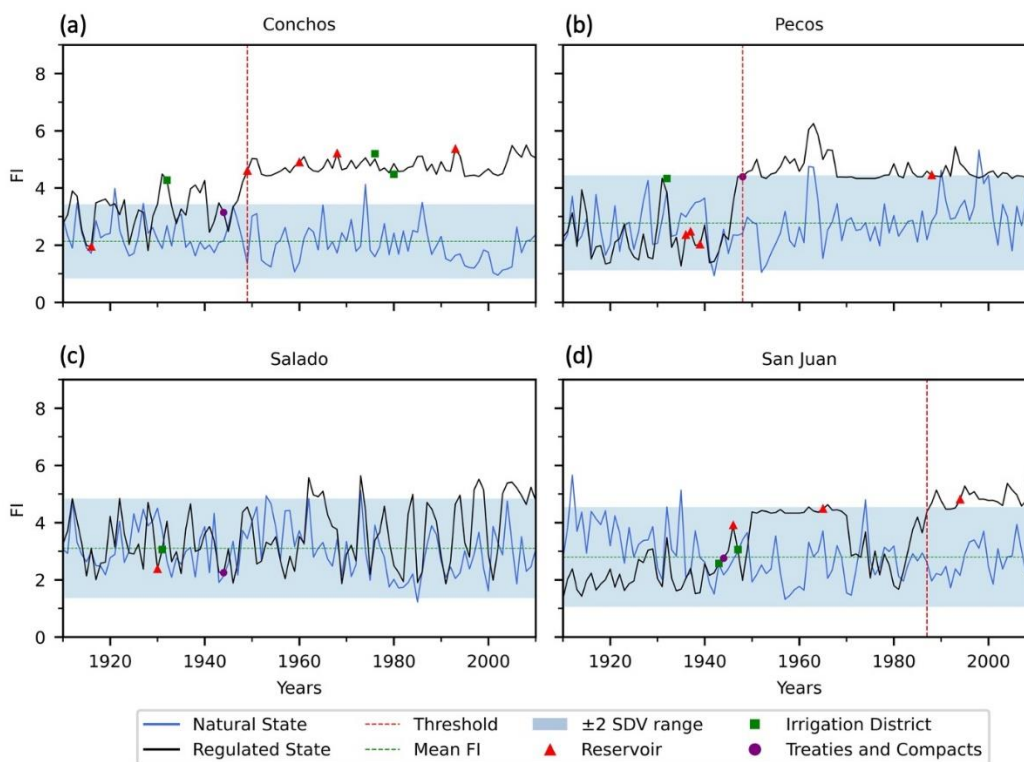 (a) Conchos
(b) Pecos
8
6
4
2
0
FI
(c) Salado
(d) San Juan
8
6
4
2
0
FI
1920 1940 1960 1980 2000
1920 1940 1960 1980 2000
Years
Years
Natural State
Regulated State
Threshold
Mean FI
±2 SDV range
Reservoir
Irrigation District
Treaties and Compacts